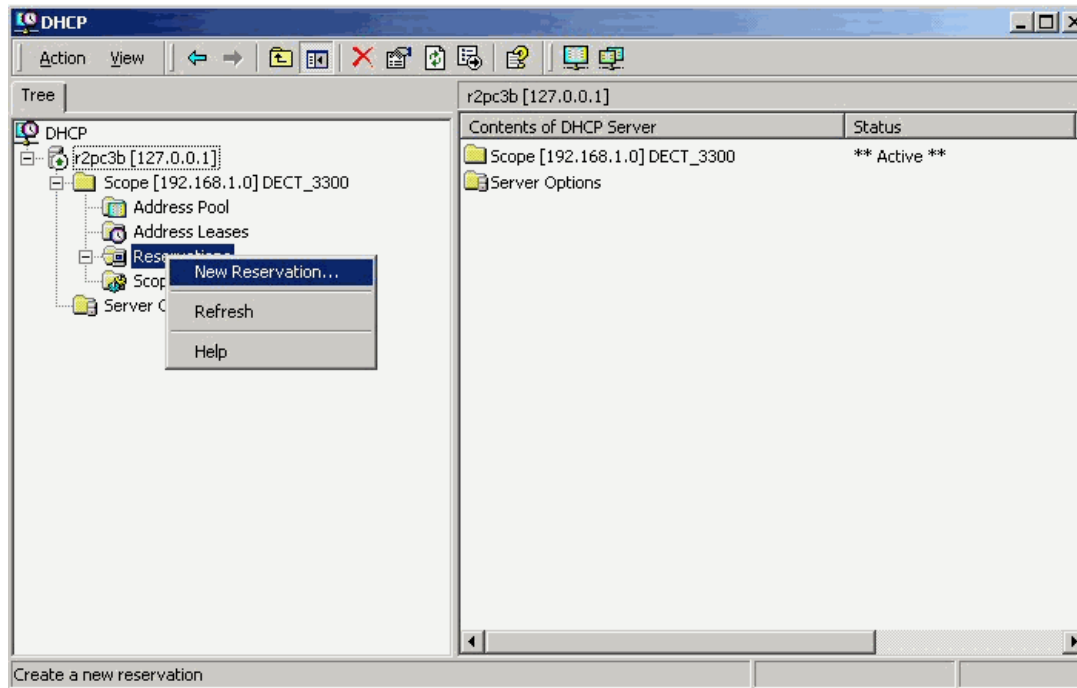 DHCP
Action View
Tree
r2pc3b [127.0.0.1]
DHCP
r2pc3b [127.0.0.1]
Scope [192.168.1.0] DECT_3300
Address Pool
Address Leases
New Reservation...
Refresh
Help
Server
Contents of DHCP Server Status
Scope [192.168.1.0] DECT_3300 ** Active **
Server Options
Create a new reservation